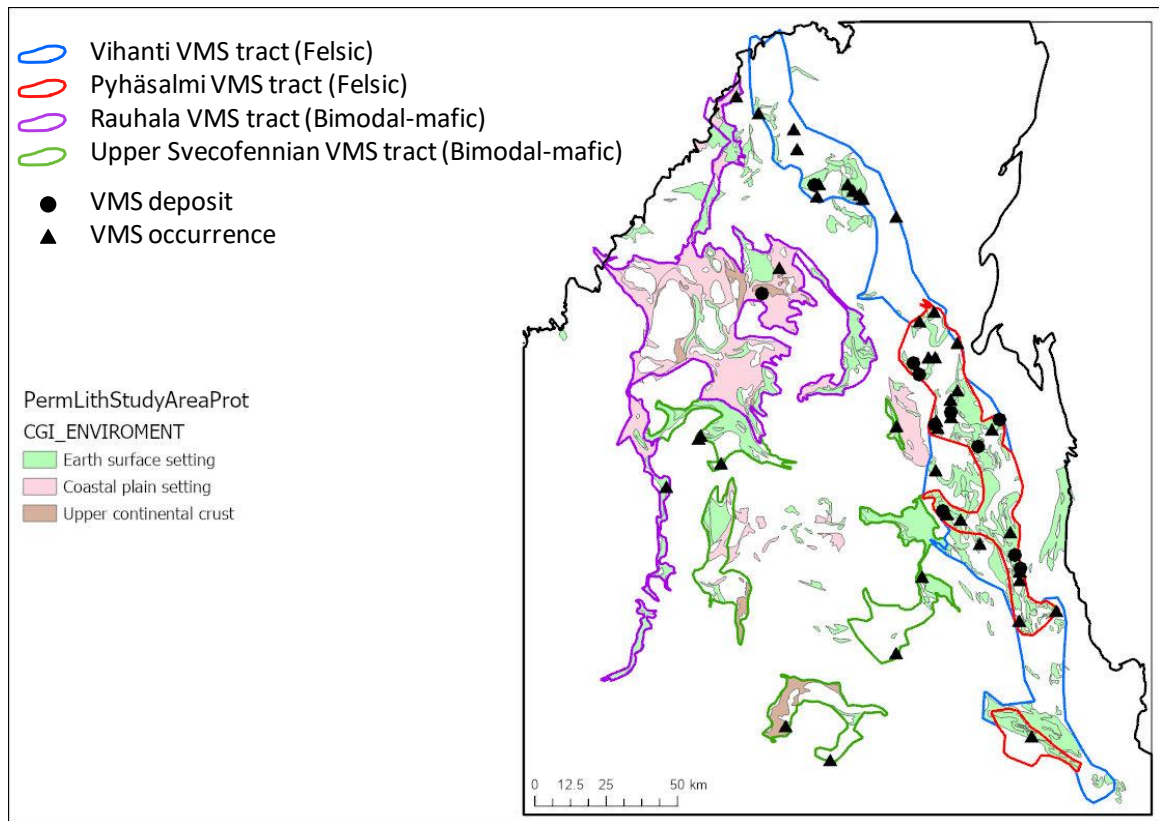 Vihanti VMS tract (Felsic)
Pyhäsalmi VMS tract (Felsic)
Rauhala VMS tract (Bimodal-mafic)
Upper Svecofennian VMS tract (Bimodal-mafic)
VMS deposit
VMS occurrence
PermLithStudyAreaProt
CGI_ENVIROMENT
Earth surface setting
Coastal plain setting
Upper continental crust
0 12.5 25 50 km